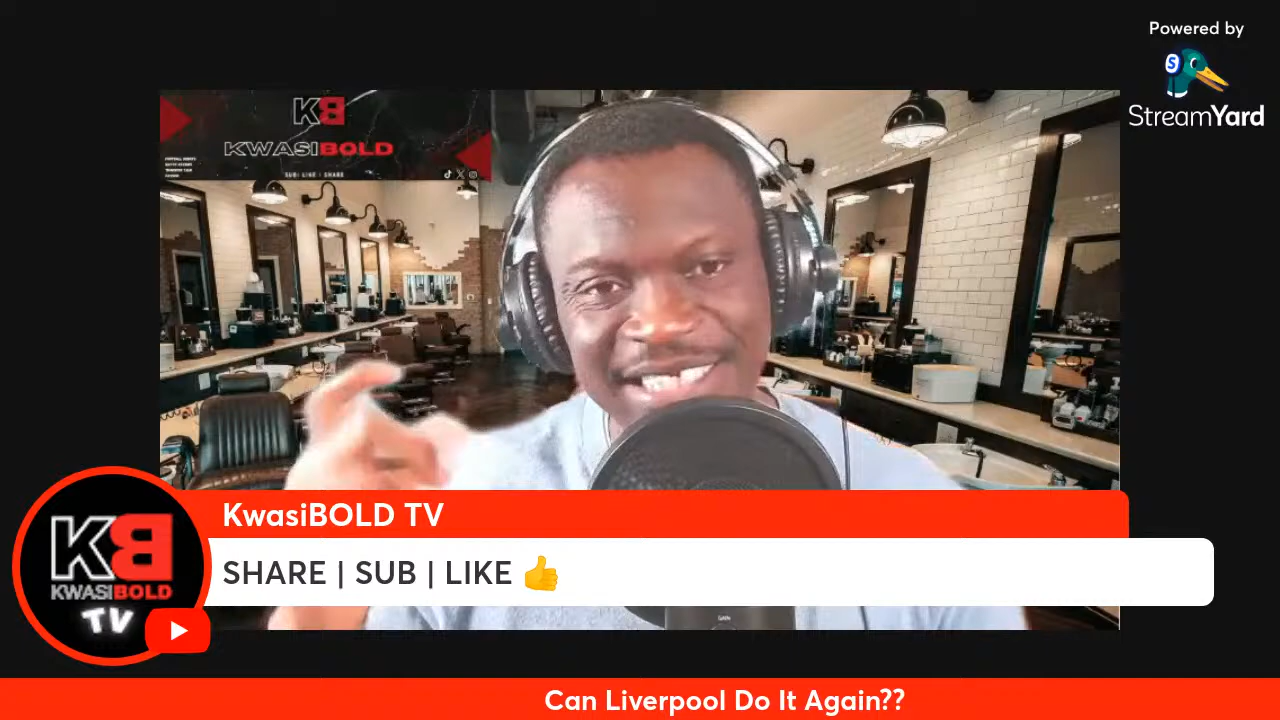 Powered by
StreamYard
KB
KWASIBOLD
SUB| LIKE | SHARE
KwasiBOLD TV
SHARE | SUB | LIKE 👍
KB
KWASIBOLD
TV
Can Liverpool Do It Again??